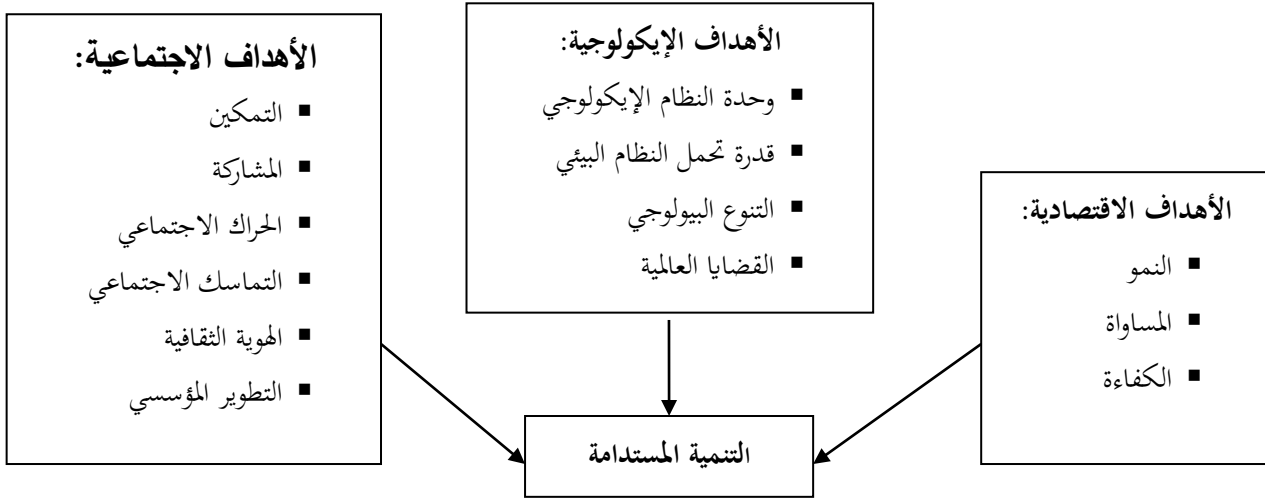 الأهداف الاقتصادية:
▪ النمو
▪ المساواة
▪ الكفاءة
الأهداف الإيكولوجية:
▪ وحدة النظام الإيكولوجي
▪ قدرة تحمل النظام البيئي
▪ التنوع البيولوجي
▪ القضايا العالمية
الأهداف الاجتماعية:
▪ التمكين
▪ المشاركة
▪ الحراك الاجتماعي
▪ التماسك الاجتماعي
▪ الهوية الثقافية
▪ التطوير المؤسسي
التنمية المستدامة